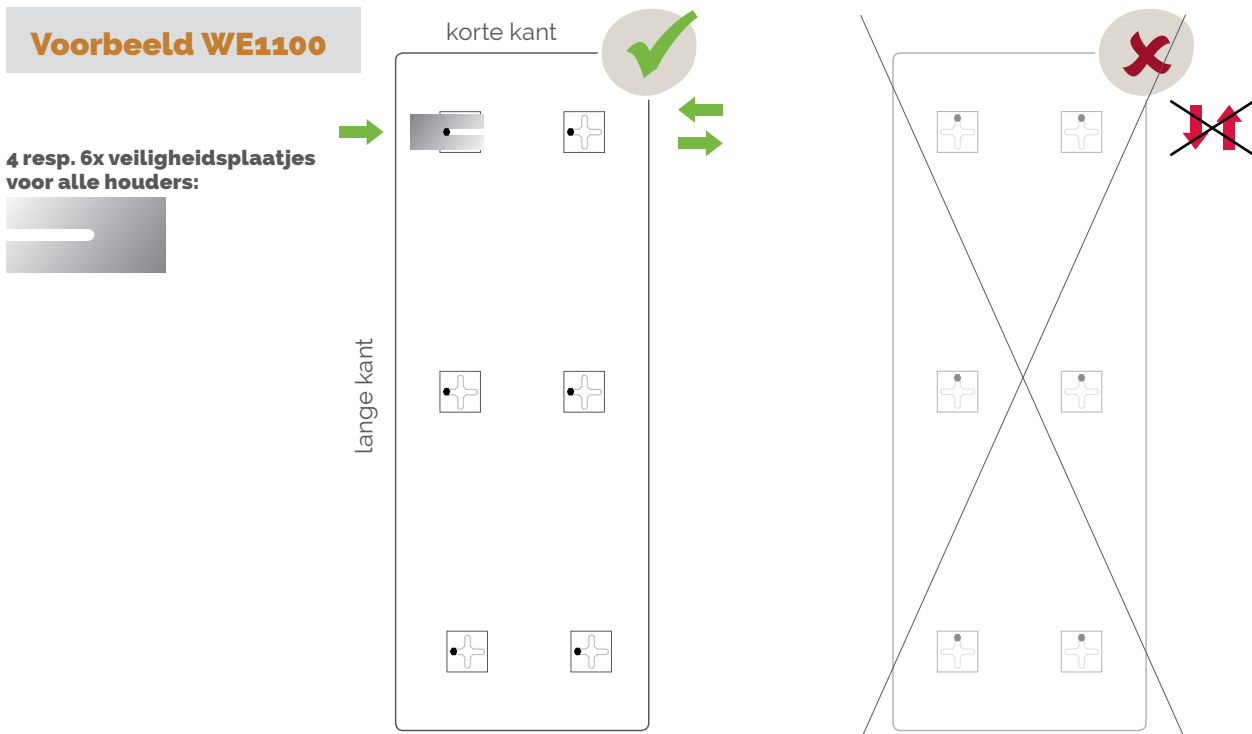 Voorbeeld WE1100
korte kant
4 resp. 6x veiligheidsplaatjes
voor alle houders:
lange kant